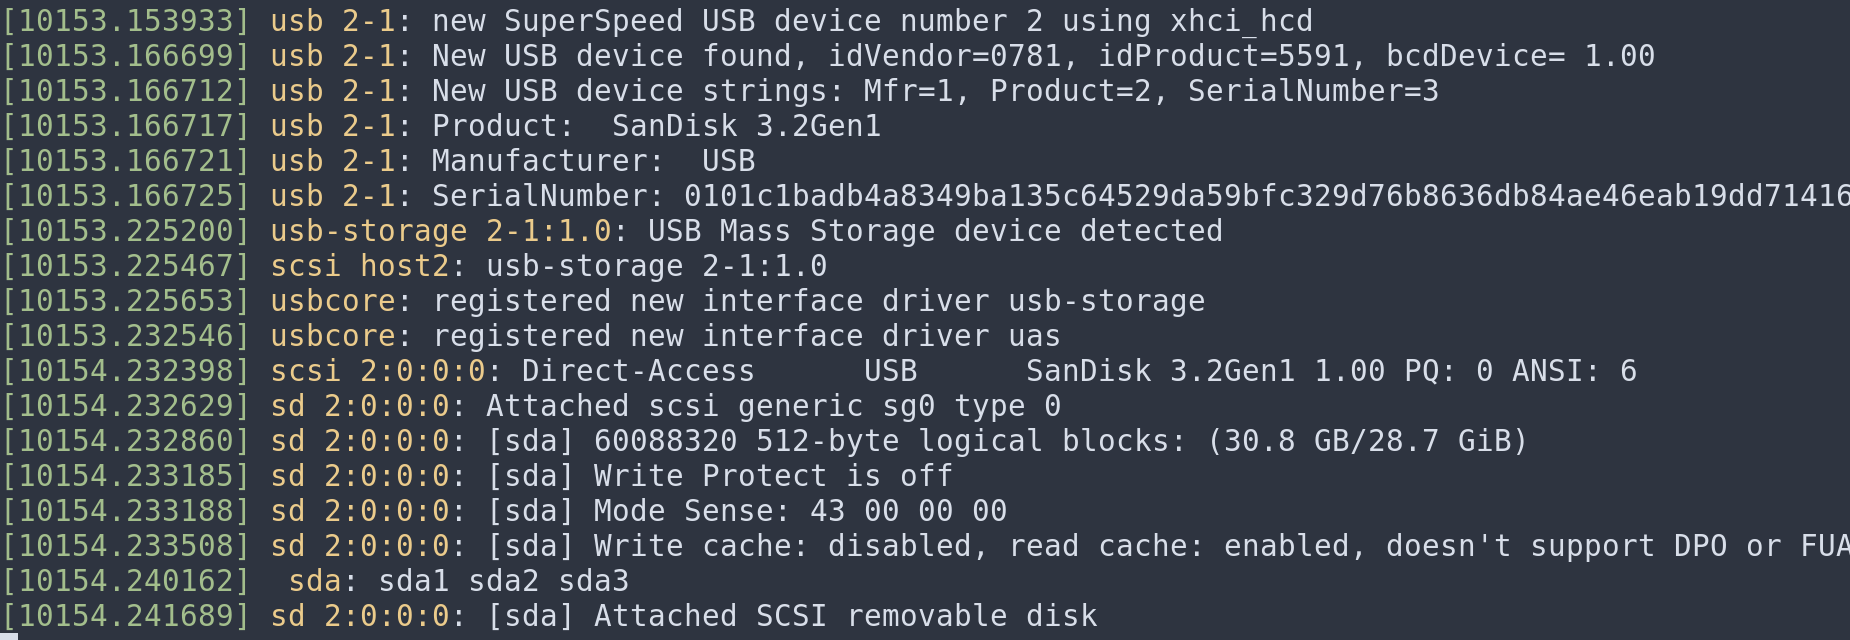 [10153.153933] usb 2-1: new SuperSpeed USB device number 2 using xhci_hcd
[10153.166699] usb 2-1: New USB device found, idVendor=0781, idProduct=5591, bcdDevice= 1.00
[10153.166712] usb 2-1: New USB device strings: Mfr=1, Product=2, SerialNumber=3
[10153.166717] usb 2-1: Product:  SanDisk 3.2Gen1
[10153.166721] usb 2-1: Manufacturer:  USB
[10153.166725] usb 2-1: SerialNumber: 0101c1badb4a8349ba135c64529da59bfc329d76b8636db84ae46eab19dd71416
[10153.225200] usb-storage 2-1:1.0: USB Mass Storage device detected
[10153.225467] scsi host2: usb-storage 2-1:1.0
[10153.225653] usbcore: registered new interface driver usb-storage
[10153.232546] usbcore: registered new interface driver uas
[10154.232398] scsi 2:0:0:0: Direct-Access      USB      SanDisk 3.2Gen1 1.00 PQ: 0 ANSI: 6
[10154.232629] sd 2:0:0:0: Attached scsi generic sg0 type 0
[10154.232860] sd 2:0:0:0: [sda] 60088320 512-byte logical blocks: (30.8 GB/28.7 GiB)
[10154.233185] sd 2:0:0:0: [sda] Write Protect is off
[10154.233188] sd 2:0:0:0: [sda] Mode Sense: 43 00 00 00
[10154.233508] sd 2:0:0:0: [sda] Write cache: disabled, read cache: enabled, doesn't support DPO or FUA
[10154.240162]  sda: sda1 sda2 sda3
[10154.241689] sd 2:0:0:0: [sda] Attached SCSI removable disk